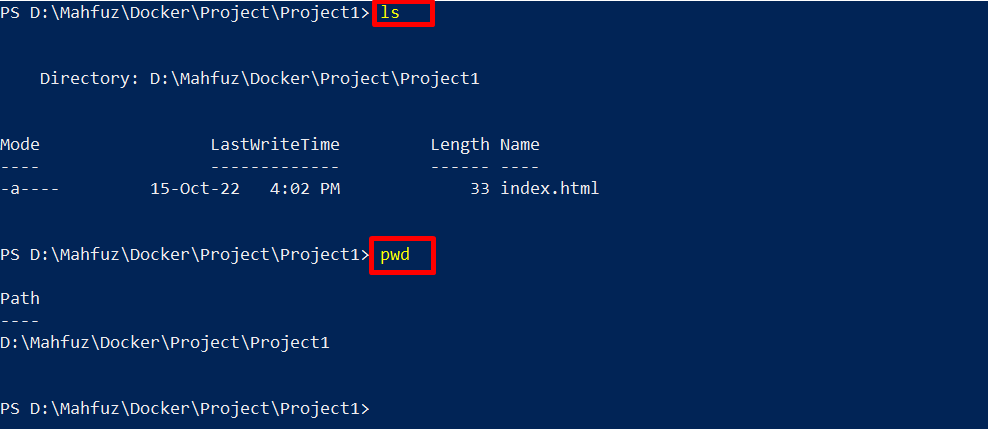 PS D:\Mahfuz\Docker\Project\Project1> ls
Directory: D:\Mahfuz\Docker\Project\Project1
Mode                 LastWriteTime         Length Name
----                 -------------         ------ ----
-a----         15-Oct-22   4:02 PM             33 index.html
PS D:\Mahfuz\Docker\Project\Project1> pwd
Path
----
D:\Mahfuz\Docker\Project\Project1
PS D:\Mahfuz\Docker\Project\Project1>